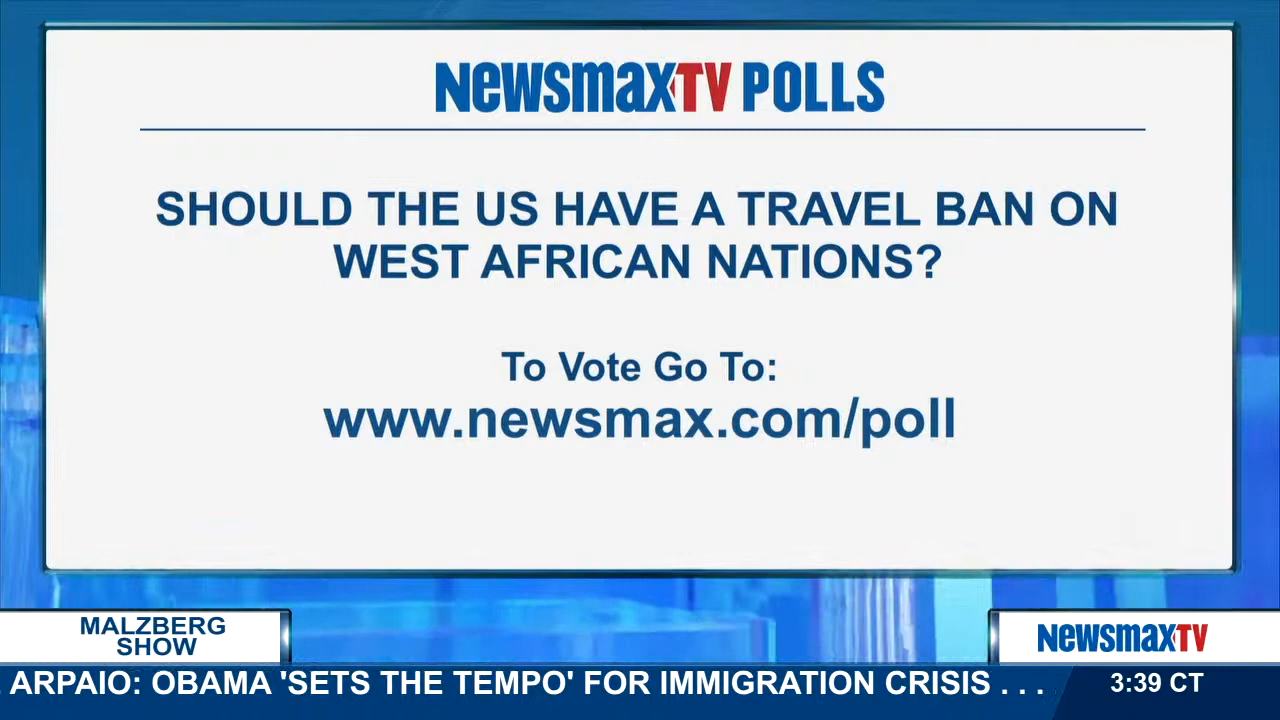 NEWSMAXTV POLLS
SHOULD THE US HAVE A TRAVEL BAN ON
WEST AFRICAN NATIONS?
To Vote Go To:
www.newsmax.com/poll
MALZBERG
SHOW
NEWSMAXTV
ARPAIO: OBAMA 'SETS THE TEMPO' FOR IMMIGRATION CRISIS . . .
3:39 CT